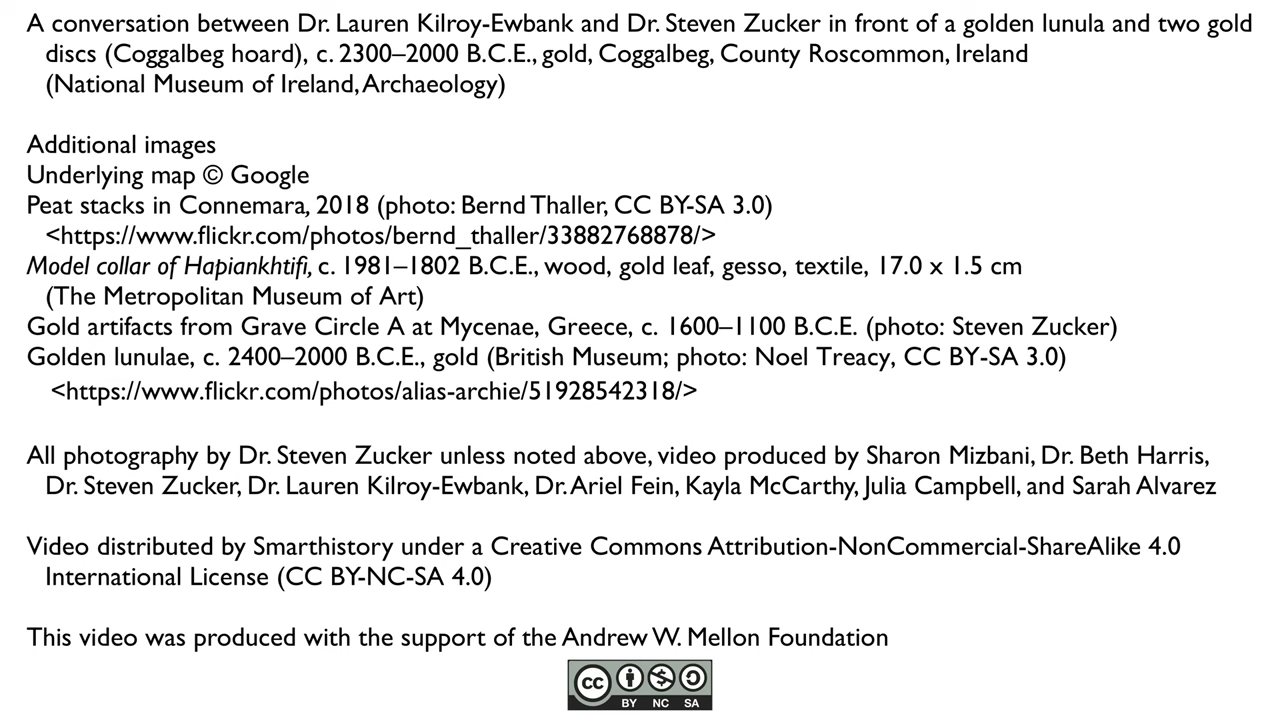 A conversation between Dr. Lauren Kilroy-Ewbank and Dr. Steven Zucker in front of a golden lunula and two gold
discs (Coggalbeg hoard), c. 2300–2000 B.C.E., gold, Coggalbeg, County Roscommon, Ireland
(National Museum of Ireland, Archaeology)
Additional images
Underlying map © Google
Peat stacks in Connemara, 2018 (photo: Bernd Thaller, CC BY-SA 3.0)
<https://www.flickr.com/photos/bernd_thaller/33882768878/>
Model collar of Hapiankhtifi, c. 1981–1802 B.C.E., wood, gold leaf, gesso, textile, 17.0 x 1.5 cm
(The Metropolitan Museum of Art)
Gold artifacts from Grave Circle A at Mycenae, Greece, c. 1600–1100 B.C.E. (photo: Steven Zucker)
Golden lunulae, c. 2400–2000 B.C.E., gold (British Museum; photo: Noel Treacy, CC BY-SA 3.0)
<https://www.flickr.com/photos/alias-archie/51928542318/>
All photography by Dr. Steven Zucker unless noted above, video produced by Sharon Mizbani, Dr. Beth Harris,
Dr. Steven Zucker, Dr. Lauren Kilroy-Ewbank, Dr. Ariel Fein, Kayla McCarthy, Julia Campbell, and Sarah Alvarez
Video distributed by Smarthistory under a Creative Commons Attribution-NonCommercial-ShareAlike 4.0
International License (CC BY-NC-SA 4.0)
This video was produced with the support of the Andrew W. Mellon Foundation
cc BY NC SA